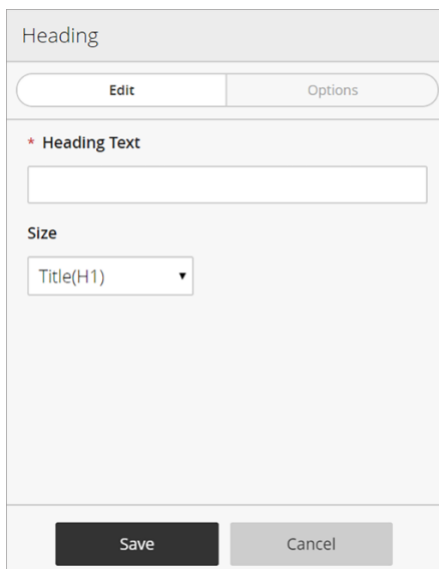 Heading
Edit
Options
* Heading Text
Size
Title(H1)
Save
Cancel